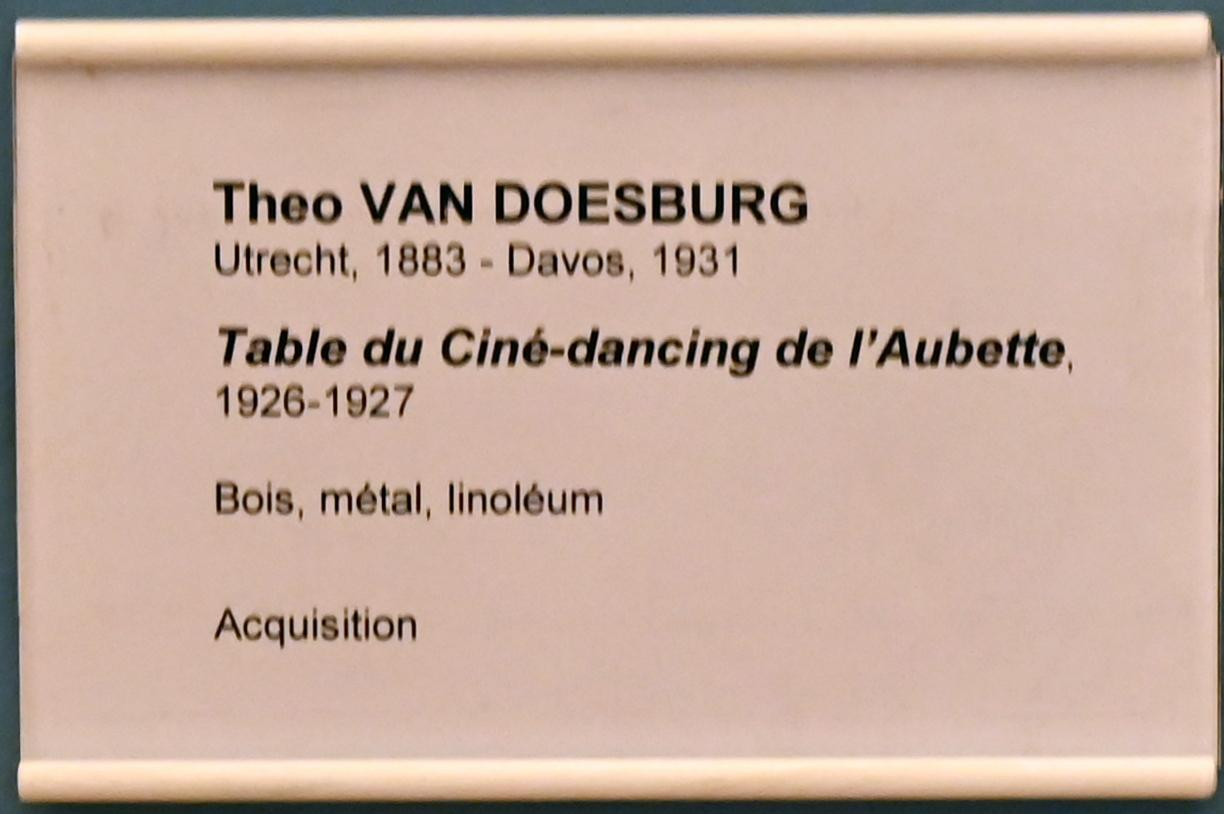 Theo VAN DOESBURG
Utrecht, 1883 - Davos, 1931
Table du Ciné-dancing de l'Aubette,
1926-1927
Bois, métal, linoléum
Acquisition